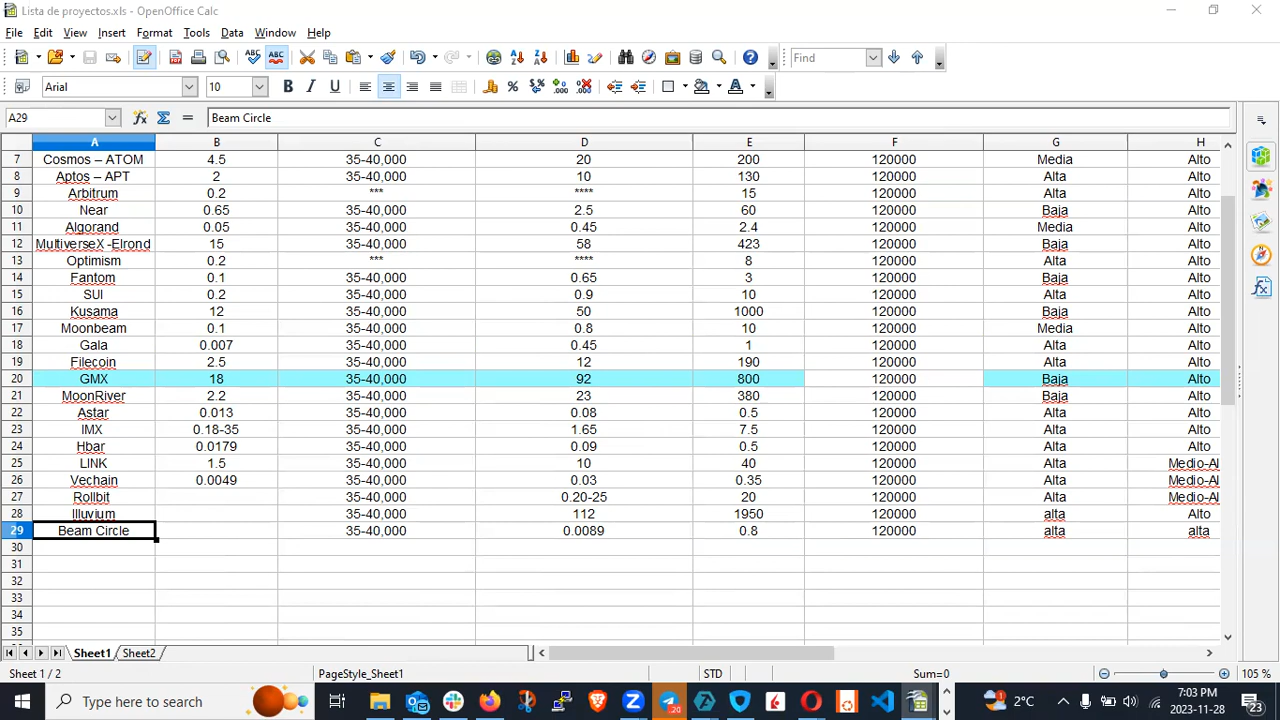 Lista de proyectos.xls - OpenOffice Calc
File Edit View Insert Format Tools Data Window Help
ABC ABC Find
Arial 10 B I U % A
A29 Beam Circle
A B C D E F G H
7 Cosmos – ATOM 4.5 35-40,000 20 200 120000 Media Alto
8 Aptos – APT 2 35-40,000 10 130 120000 Alta Alto
9 Arbitrum 0.2 *** **** 15 120000 Alta Alto
10 Near 0.65 35-40,000 2.5 60 120000 Baja Alto
11 Algorand 0.05 35-40,000 0.45 2.4 120000 Media Alto
12 MultiverseX -Elrond 15 35-40,000 58 423 120000 Baja Alto
13 Optimism 0.2 *** **** 8 120000 Alta Alto
14 Fantom 0.1 35-40,000 0.65 3 120000 Baja Alto
15 SUI 0.2 35-40,000 0.9 10 120000 Alta Alto
16 Kusama 12 35-40,000 50 1000 120000 Baja Alto
17 Moonbeam 0.1 35-40,000 0.8 10 120000 Media Alto
18 Gala 0.007 35-40,000 0.45 1 120000 Alta Alto
19 Filecoin 2.5 35-40,000 12 190 120000 Alta Alto
20 GMX 18 35-40,000 92 800 120000 Baja Alto
21 MoonRiver 2.2 35-40,000 23 380 120000 Baja Alto
22 Astar 0.013 35-40,000 0.08 0.5 120000 Alta Alto
23 IMX 0.18-35 35-40,000 1.65 7.5 120000 Alta Alto
24 Hbar 0.0179 35-40,000 0.09 0.5 120000 Alta Alto
25 LINK 1.5 35-40,000 10 40 120000 Alta Medio-Al
26 Vechain 0.0049 35-40,000 0.03 0.35 120000 Alta Medio-Al
27 Rollbit 35-40,000 0.20-25 20 120000 Alta Medio-Al
28 Illuvium 35-40,000 112 1950 120000 alta Alto
29 Beam Circle 35-40,000 0.0089 0.8 120000 alta alta
30
31
32
33
34
35
Sheet1 Sheet2
Sheet 1 / 2 PageStyle_Sheet1 STD Sum=0 105 %
Type here to search 20 2°C 7:03 PM
2023-11-28 23